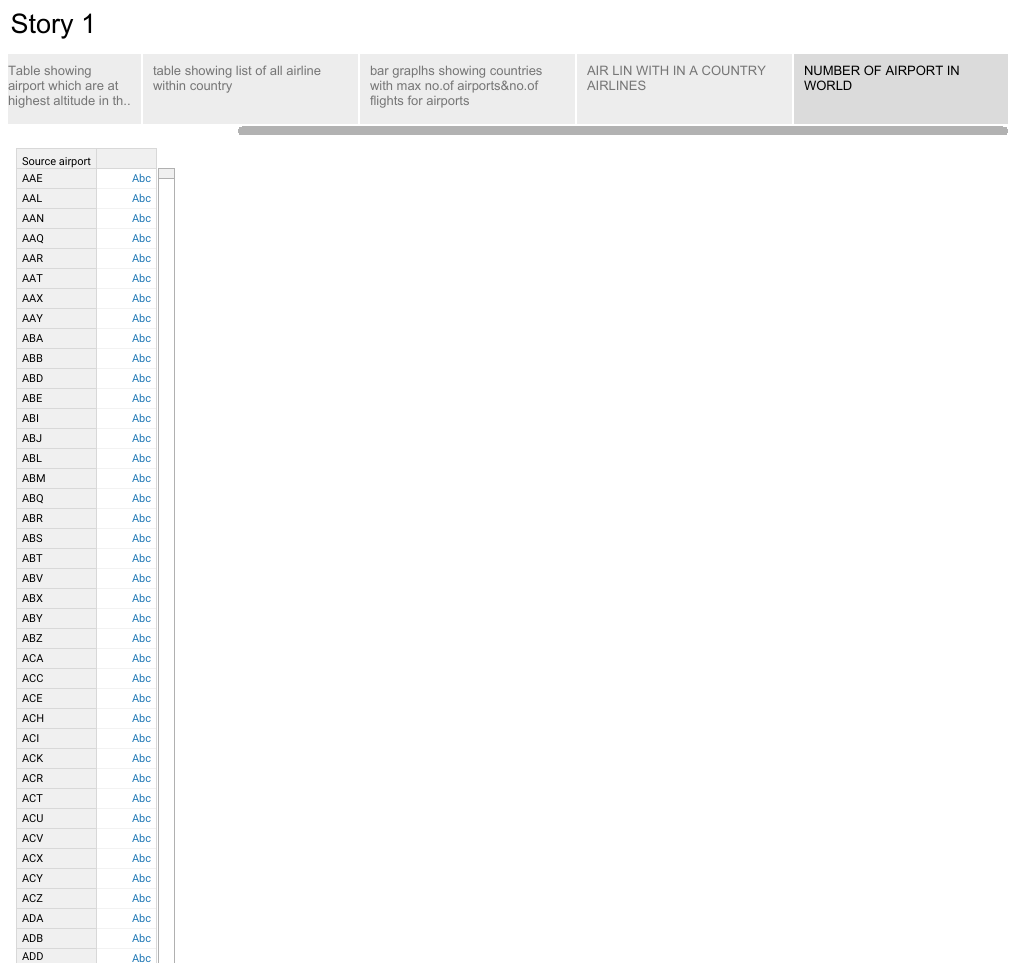 Story 1
Table showing
airport which are at
highest altitude in th..
table showing list of all airline
within country
bar graplhs showing countries
with max no.of airports&no.of
flights for airports
AIR LIN WITH IN A COUNTRY
AIRLINES
NUMBER OF AIRPORT IN
WORLD
Source airport
AAE Abc
AAL Abc
AAN Abc
AAQ Abc
AAR Abc
AAT Abc
AAX Abc
AAY Abc
ABA Abc
ABB Abc
ABD Abc
ABE Abc
ABI Abc
ABJ Abc
ABL Abc
ABM Abc
ABQ Abc
ABR Abc
ABS Abc
ABT Abc
ABV Abc
ABX Abc
ABY Abc
ABZ Abc
ACA Abc
ACC Abc
ACE Abc
ACH Abc
ACI Abc
ACK Abc
ACR Abc
ACT Abc
ACU Abc
ACV Abc
ACX Abc
ACY Abc
ACZ Abc
ADA Abc
ADB Abc
ADD Abc